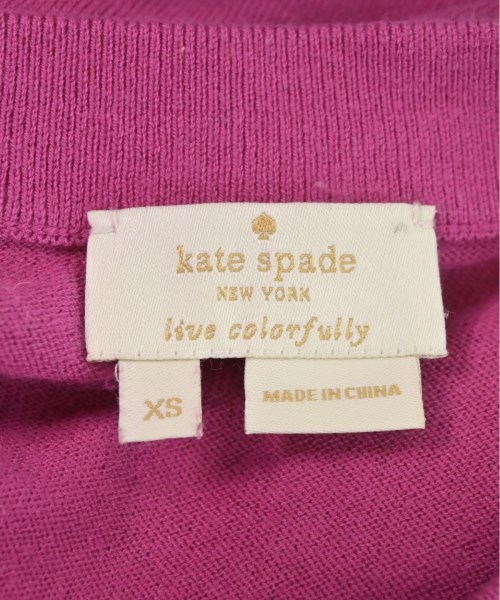 kate spade
NEW YORK
live colorfully
XS
MADE IN CHINA